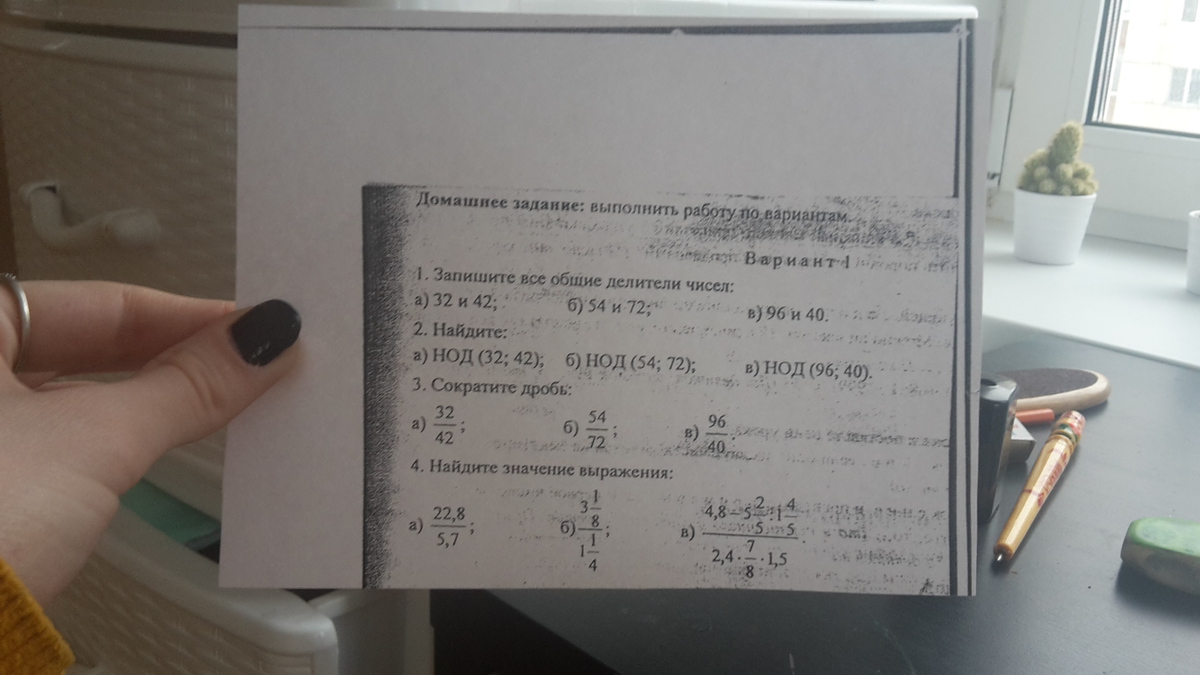 Домашнее задание: выполнить работу по вариантам.
Вариант 1
1. Запишите все общие делители чисел:
а) 32 и 42; б) 54 и 72; в) 96 и 40.
2. Найдите:
а) НОД (32; 42); б) НОД (54; 72); в) НОД (96; 40).
3. Сократите дробь:
а) 32/42; б) 54/72; в) 96/40.
4. Найдите значение выражения:
а) 22,8/5,7; б) 3 1/8 / 1 1/4; в) (4,8 – 5 2/5 : 1 4/5) / (2,4 · 7/8 · 1,5)